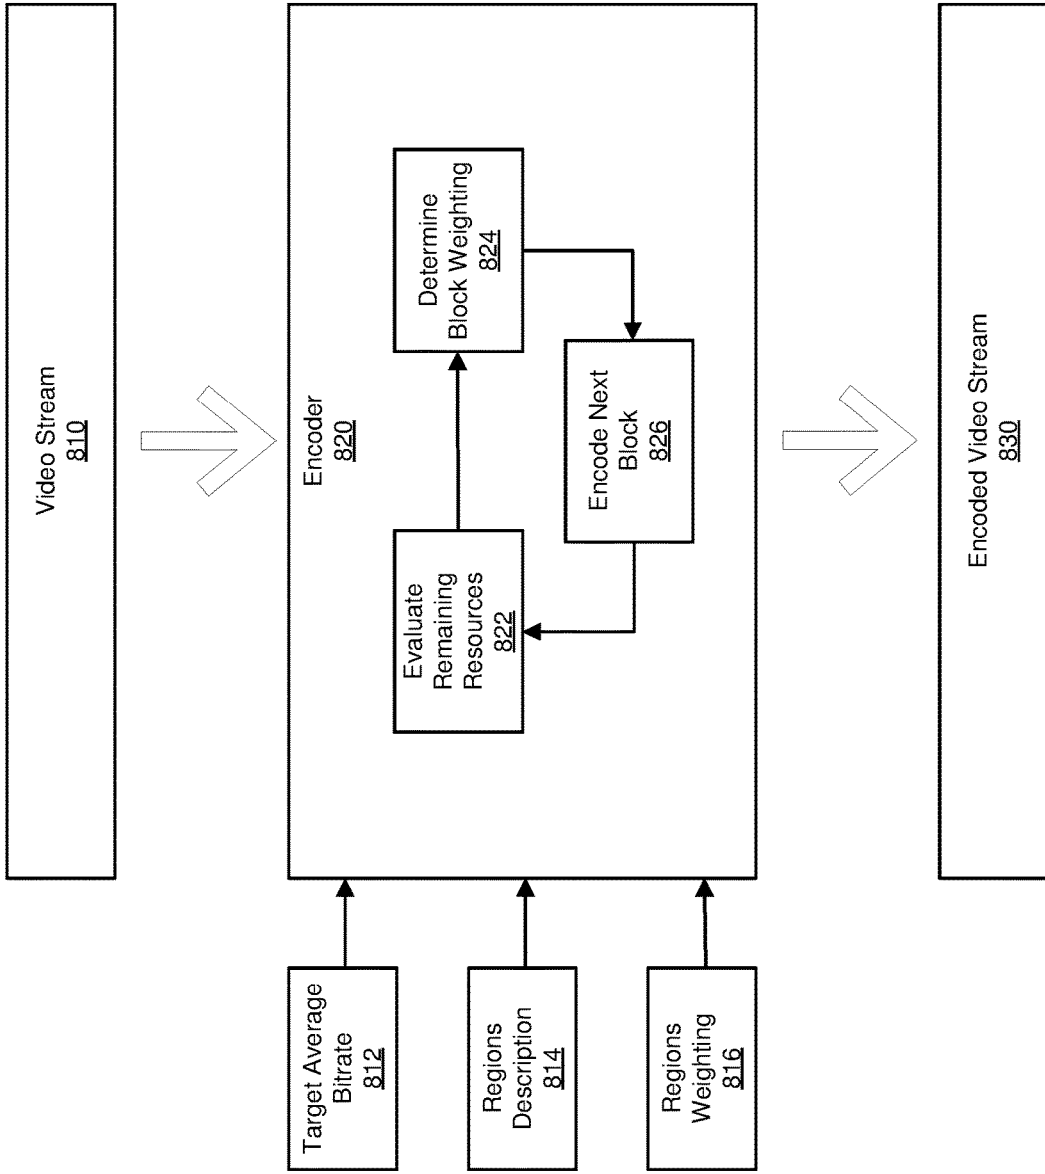 Video Stream
810
Target Average
Bitrate
812
Regions
Description
814
Regions
Weighting
816
Encoder
820
Evaluate
Remaining
Resources
822
Determine
Block Weighting
824
Encode Next
Block
826
Encoded Video Stream
830